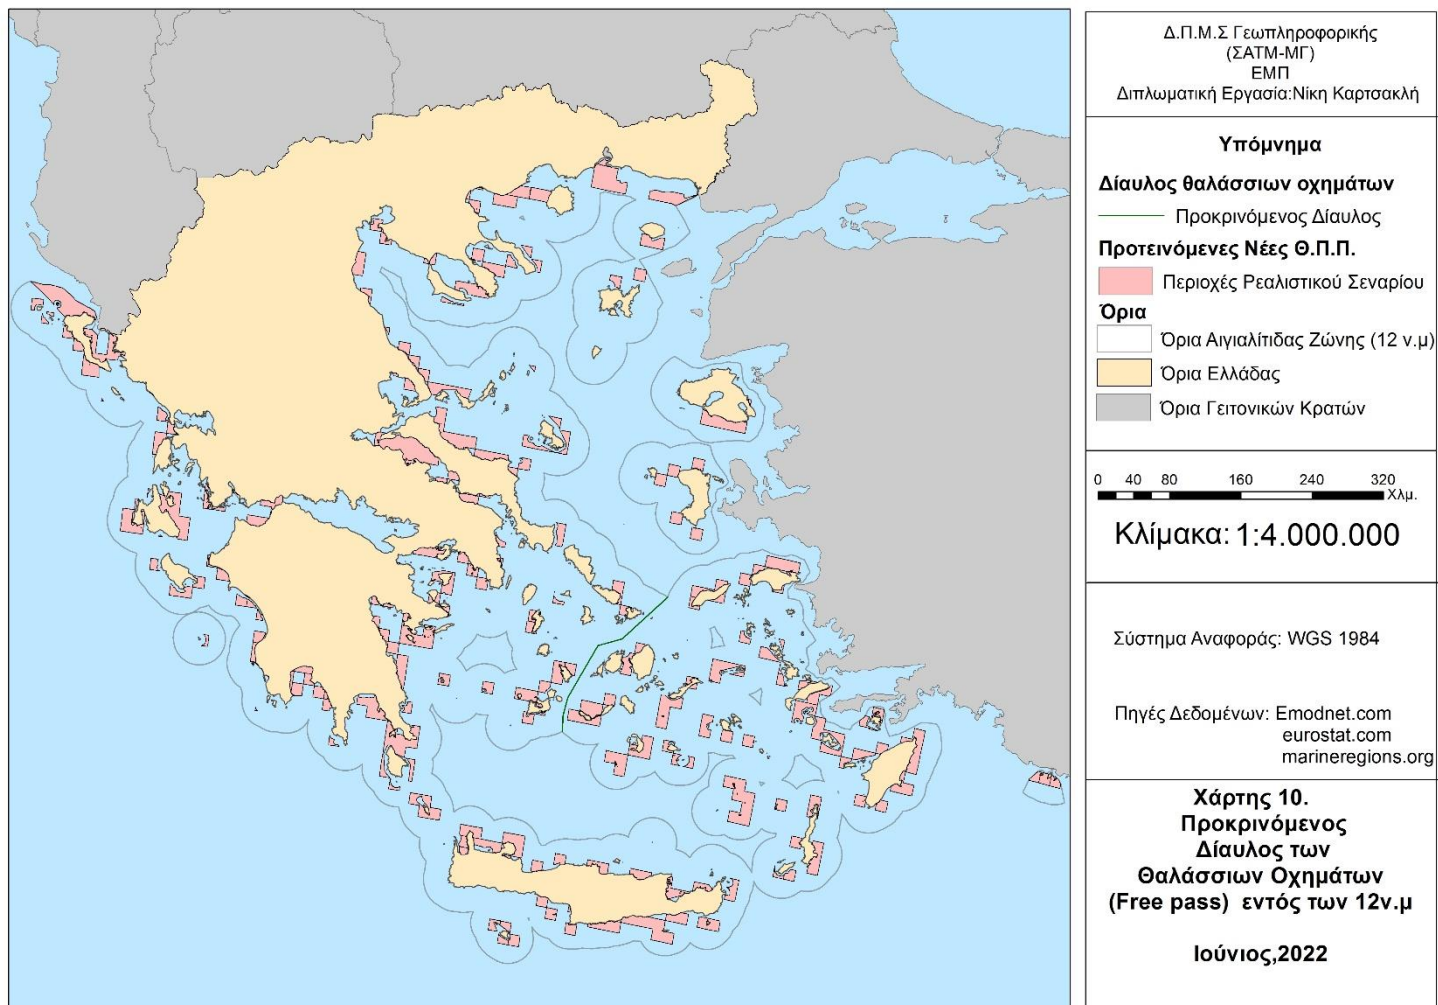 Δ.Π.Μ.Σ Γεωπληροφορικής
(ΣΑΤΜ-ΜΓ)
ΕΜΠ
Διπλωματική Εργασία:Νίκη Καρτσακλή
Υπόμνημα
Δίαυλος θαλάσσιων οχημάτων
Προκρινόμενος Δίαυλος
Προτεινόμενες Νέές Θ.Π.Π.
Περιοχές Ρεαλιστικού Σεναρίου
Όρια
Όρια Αιγιαλίτιδας Ζώνης (12 ν.μ)
Όρια Ελλάδας
Όρια Γειτονικών Κρατών
0 40 80 160 240 320
Χλμ.
Κλίμακα: 1:4.000.000
Σύστημα Αναφοράς: WGS 1984
Πηγές Δεδομένων: Emodnet.com
eurostat.com
marineregions.org
Χάρτης 10.
Προκρινόμενος
Δίαυλος των
Θαλάσσιων Οχημάτων
(Free pass) εντός των 12ν.μ
Ιούνιος,2022